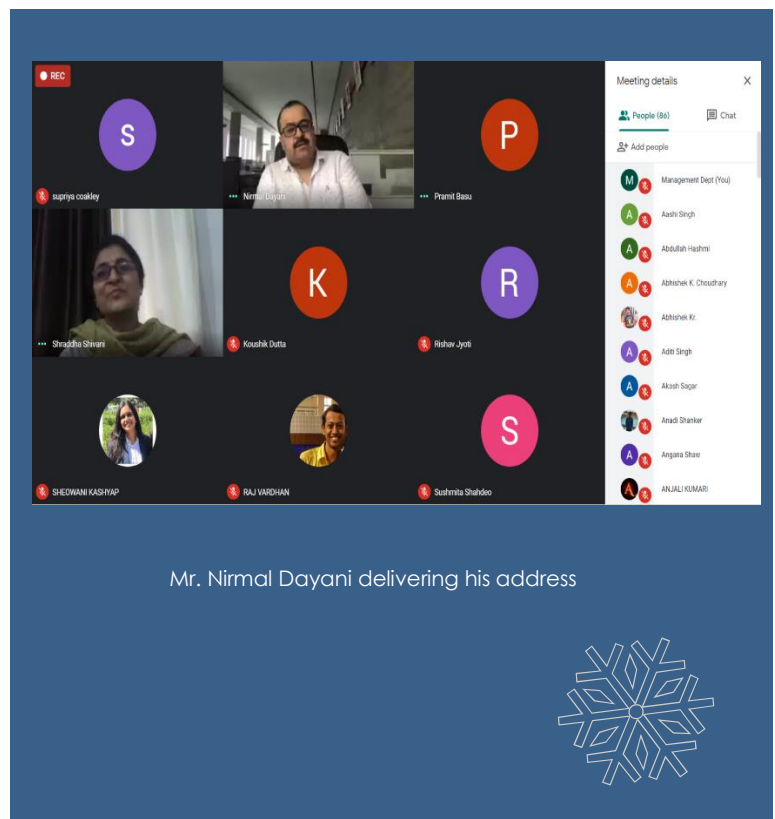 REC
S
supriya coakley
Nirmal Dayani
P
Pramit Basu
Shraddha Shivani
K
Koushik Dutta
R
Rishav Jyoti
SHEOWANI KASHYAP
RAJ VARDHAN
S
Sushmita Shahdeo
Meeting details X
People (86) Chat
Add people
M Management Dept (You)
A Aashi Singh
A Abdullah Hashmi
A Abhishek K. Choudhary
Abhishek Kr.
A Aditi Singh
A Akash Sagar
Anadi Shanker
A Angana Shaw
A ANJALI KUMARI
Mr. Nirmal Dayani delivering his address